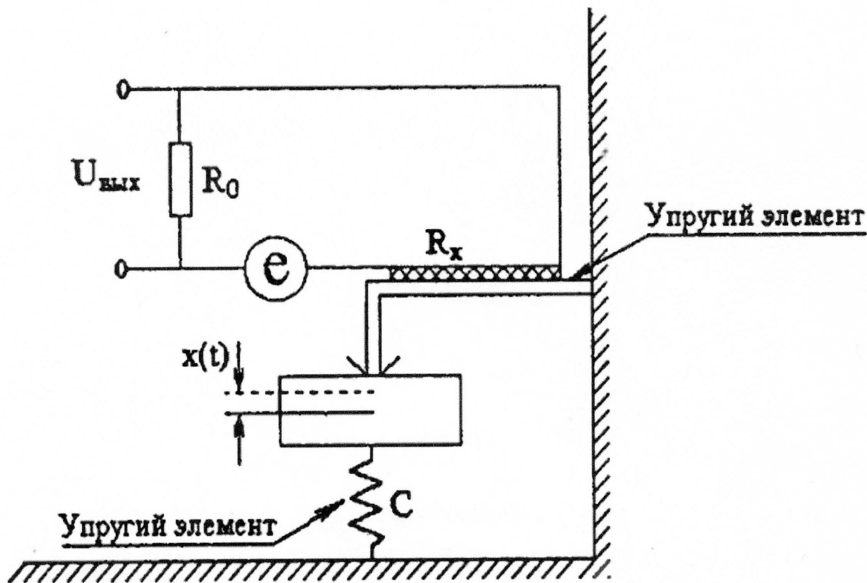 Uвых
R0
e
Rx
Упругий элемент
x(t)
C
Упругий элемент